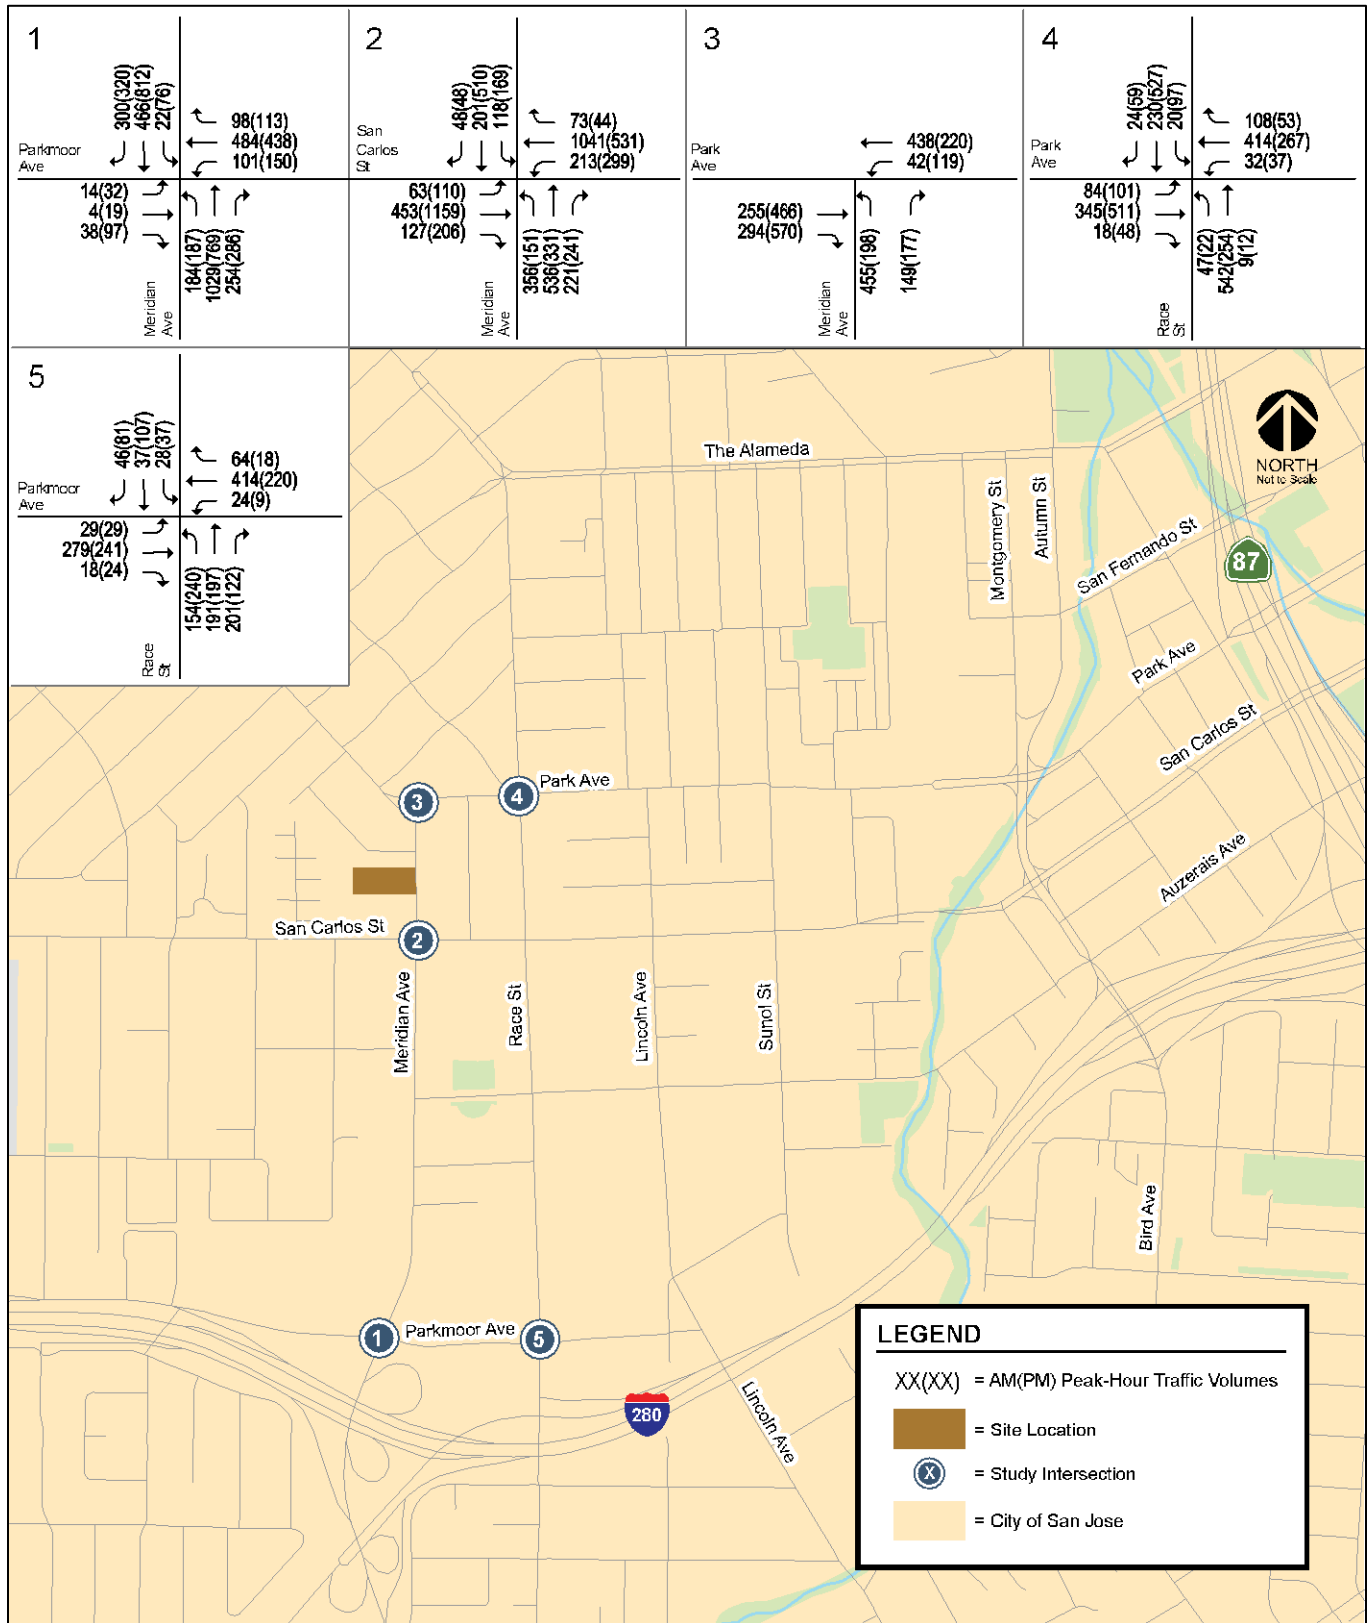 1
300(320)
466(812)
22(76)
98(113)
484(438)
101(150)
Parkmoor
Ave
14(32)
4(19)
38(97)
184(187)
1029(769)
254(286)
Meridian
Ave
2
48(48)
201(510)
118(169)
73(44)
1041(531)
213(299)
San
Carlos
St
63(110)
453(1159)
127(206)
356(151)
536(331)
221(241)
Meridian
Ave
3
438(220)
42(119)
Park
Ave
255(466)
294(570)
455(198)
149(177)
Meridian
Ave
4
24(59)
230(527)
20(97)
108(53)
414(267)
32(37)
Park
Ave
84(101)
345(511)
18(48)
47(22)
542(254)
9(12)
Race
St
5
46(81)
37(107)
28(37)
64(18)
414(220)
24(9)
Parkmoor
Ave
29(29)
279(241)
18(24)
154(240)
191(197)
201(122)
Race
St
NORTH
Not to Scale
The Alameda
Montgomery St
Autumn St
San Fernando St
87
Park Ave
San Carlos St
Auzerais Ave
3
4
Park Ave
San Carlos St
2
Meridian Ave
Race St
Lincoln Ave
Sunol St
Bird Ave
1
Parkmoor Ave
5
280
Lincoln Ave
LEGEND
XX(XX) = AM(PM) Peak-Hour Traffic Volumes
= Site Location
X = Study Intersection
= City of San Jose